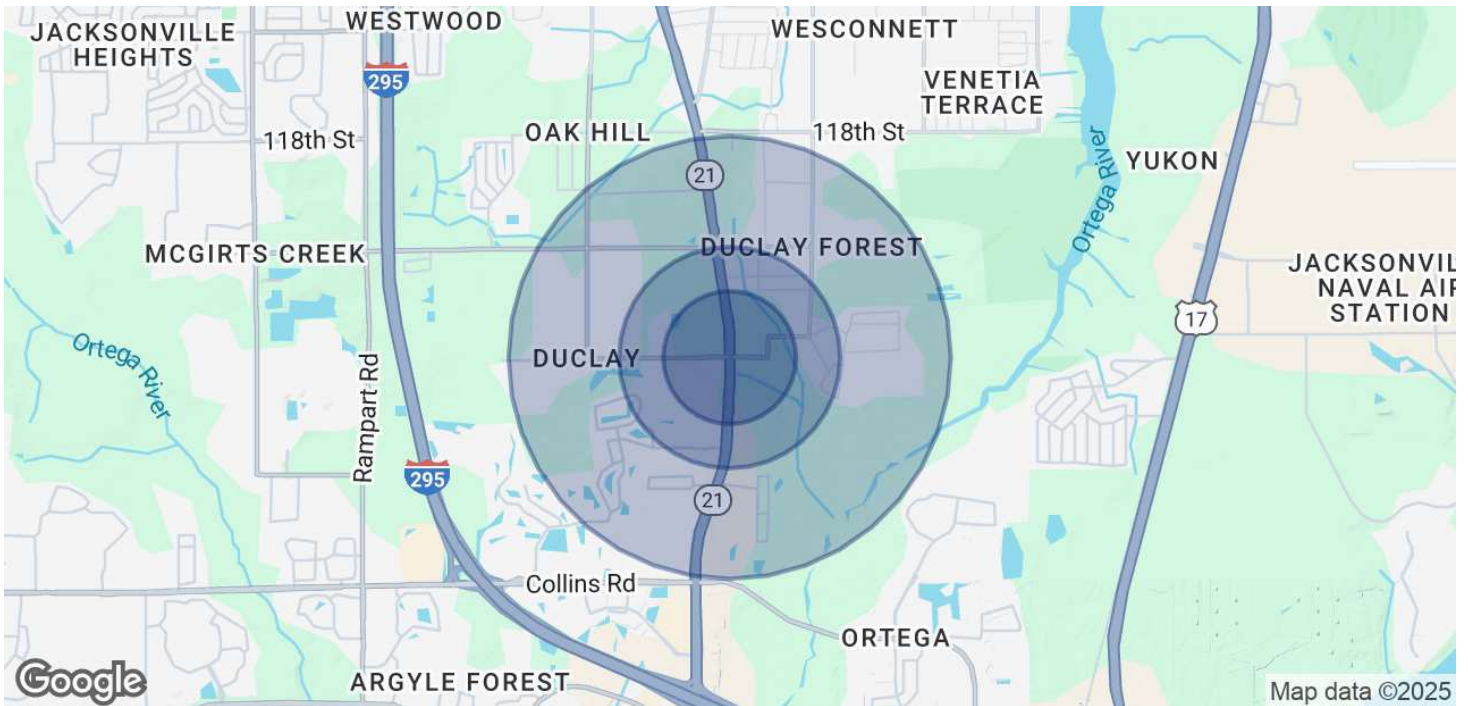 WESTWOOD
JACKSONVILLE
HEIGHTS
WESCONNETT
295
VENETIA
TERRACE
118th St
OAK HILL
118th St
YUKON
21
Ortega River
MCGIRTS CREEK
DUCLAY FOREST
JACKSONVIL
NAVAL AIR
STATION
17
Ortega River
DUCLAY
Rampart Rd
295
21
Collins Rd
ORTEGA
Google
ARGYLE FOREST
Map data ©2025